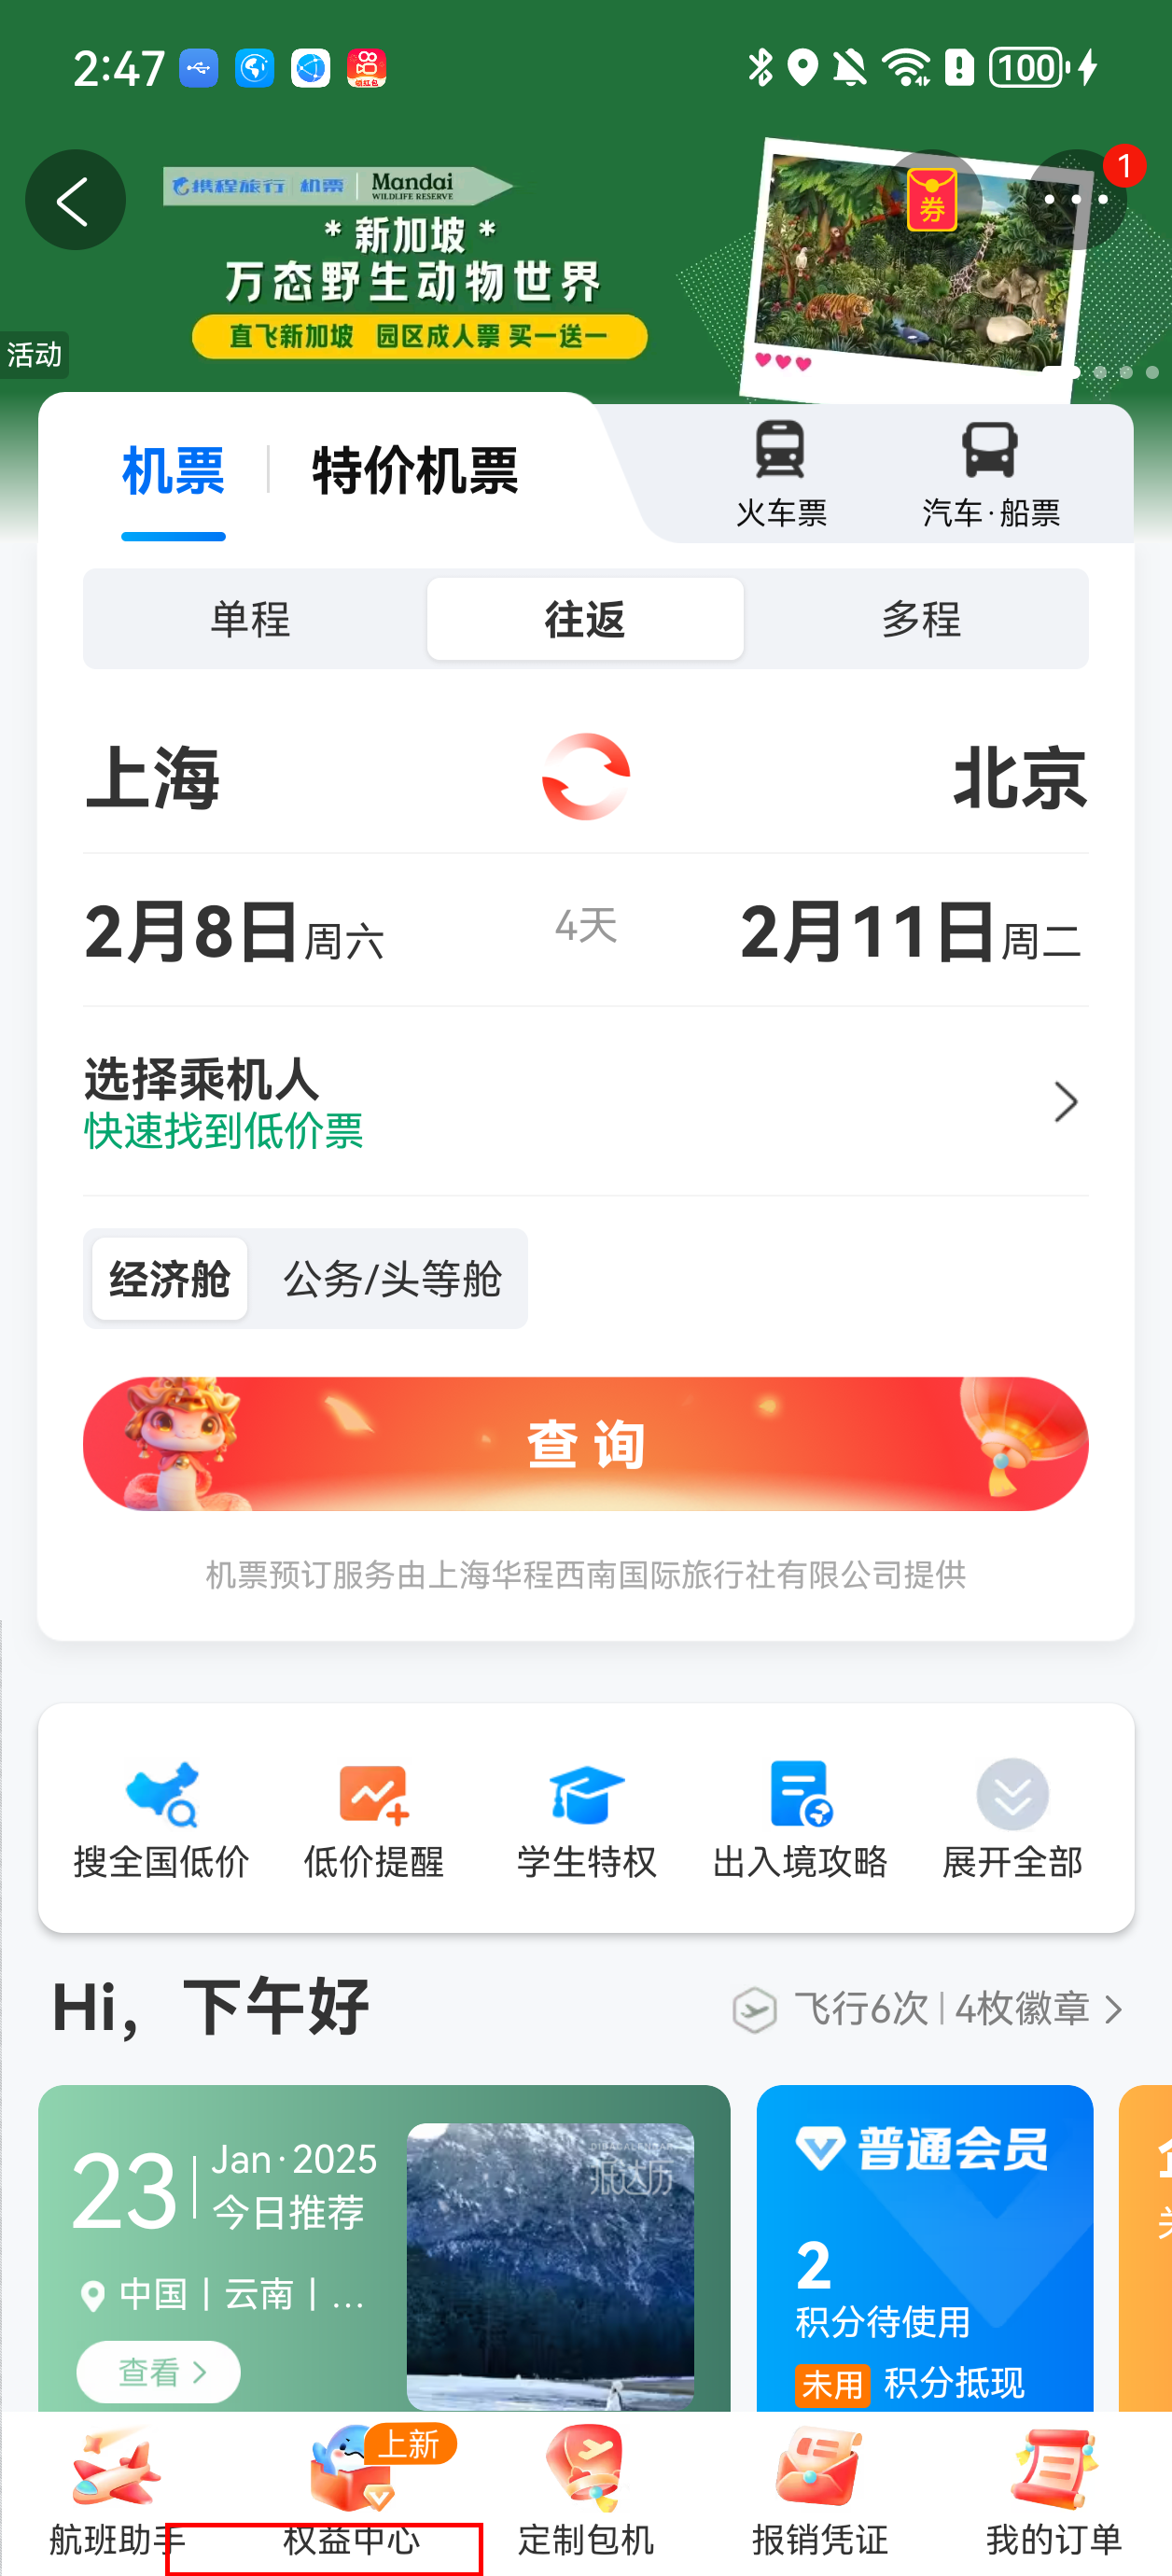 2:47
领红包
100
携程旅行 机票 Mandai
WILDLIFE RESERVE
券
1
* 新加坡 *
万态野生动物世界
直飞新加坡 园区成人票 买一送一
活动
机票
特价机票
火车票
汽车·船票
单程
往返
多程
上海
北京
2月8日周六
4天
2月11日周二
选择乘机人
快速找到低价票
经济舱
公务/头等舱
查询
机票预订服务由上海华程西南国际旅行社有限公司提供
搜全国低价
低价提醒
学生特权
出入境攻略
展开全部
Hi，下午好
飞行6次|4枚徽章
23
Jan·2025
今日推荐
中国丨云南丨...
查看
普通会员
2
积分待使用
未用 积分抵现
上新
航班助手
权益中心
定制包机
报销凭证
我的订单